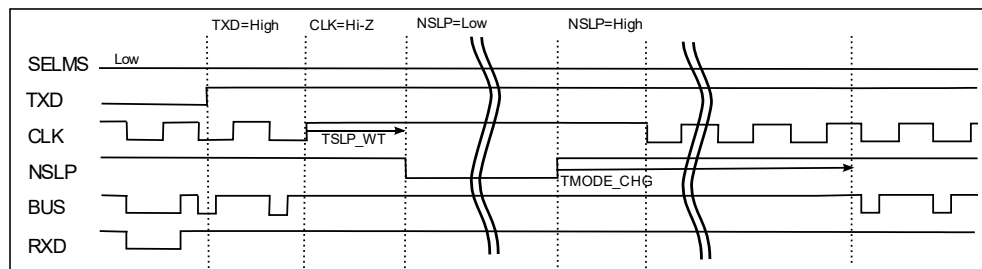 TXD=High CLK=Hi-Z NSLP=Low NSLP=High
SELMS Low
TXD
CLK TSLP_WT
NSLP TMODE_CHG
BUS
RXD